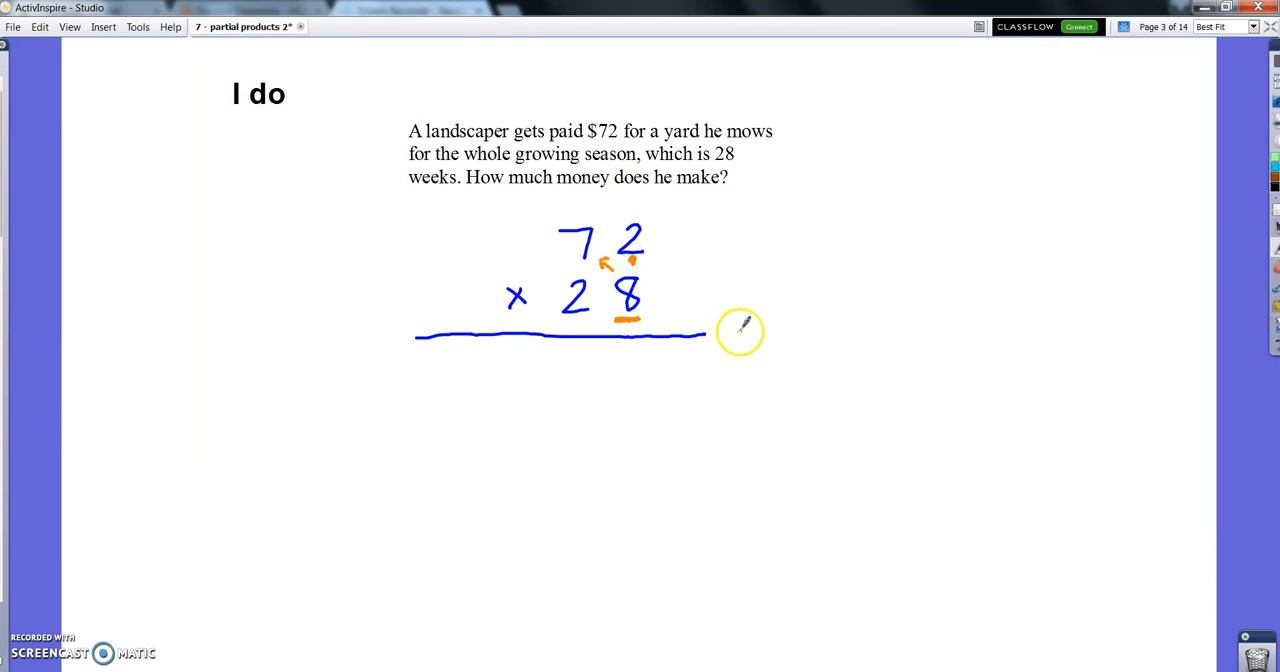 ActivInspire - Studio
File Edit View Insert Tools Help 7 - partial products 2* CLASSFLOW Connect Page 3 of 14 Best Fit
I do
A landscaper gets paid $72 for a yard he mows
for the whole growing season, which is 28
weeks. How much money does he make?
7 2
x 2 8
RECORDED WITH
SCREENCAST MATIC